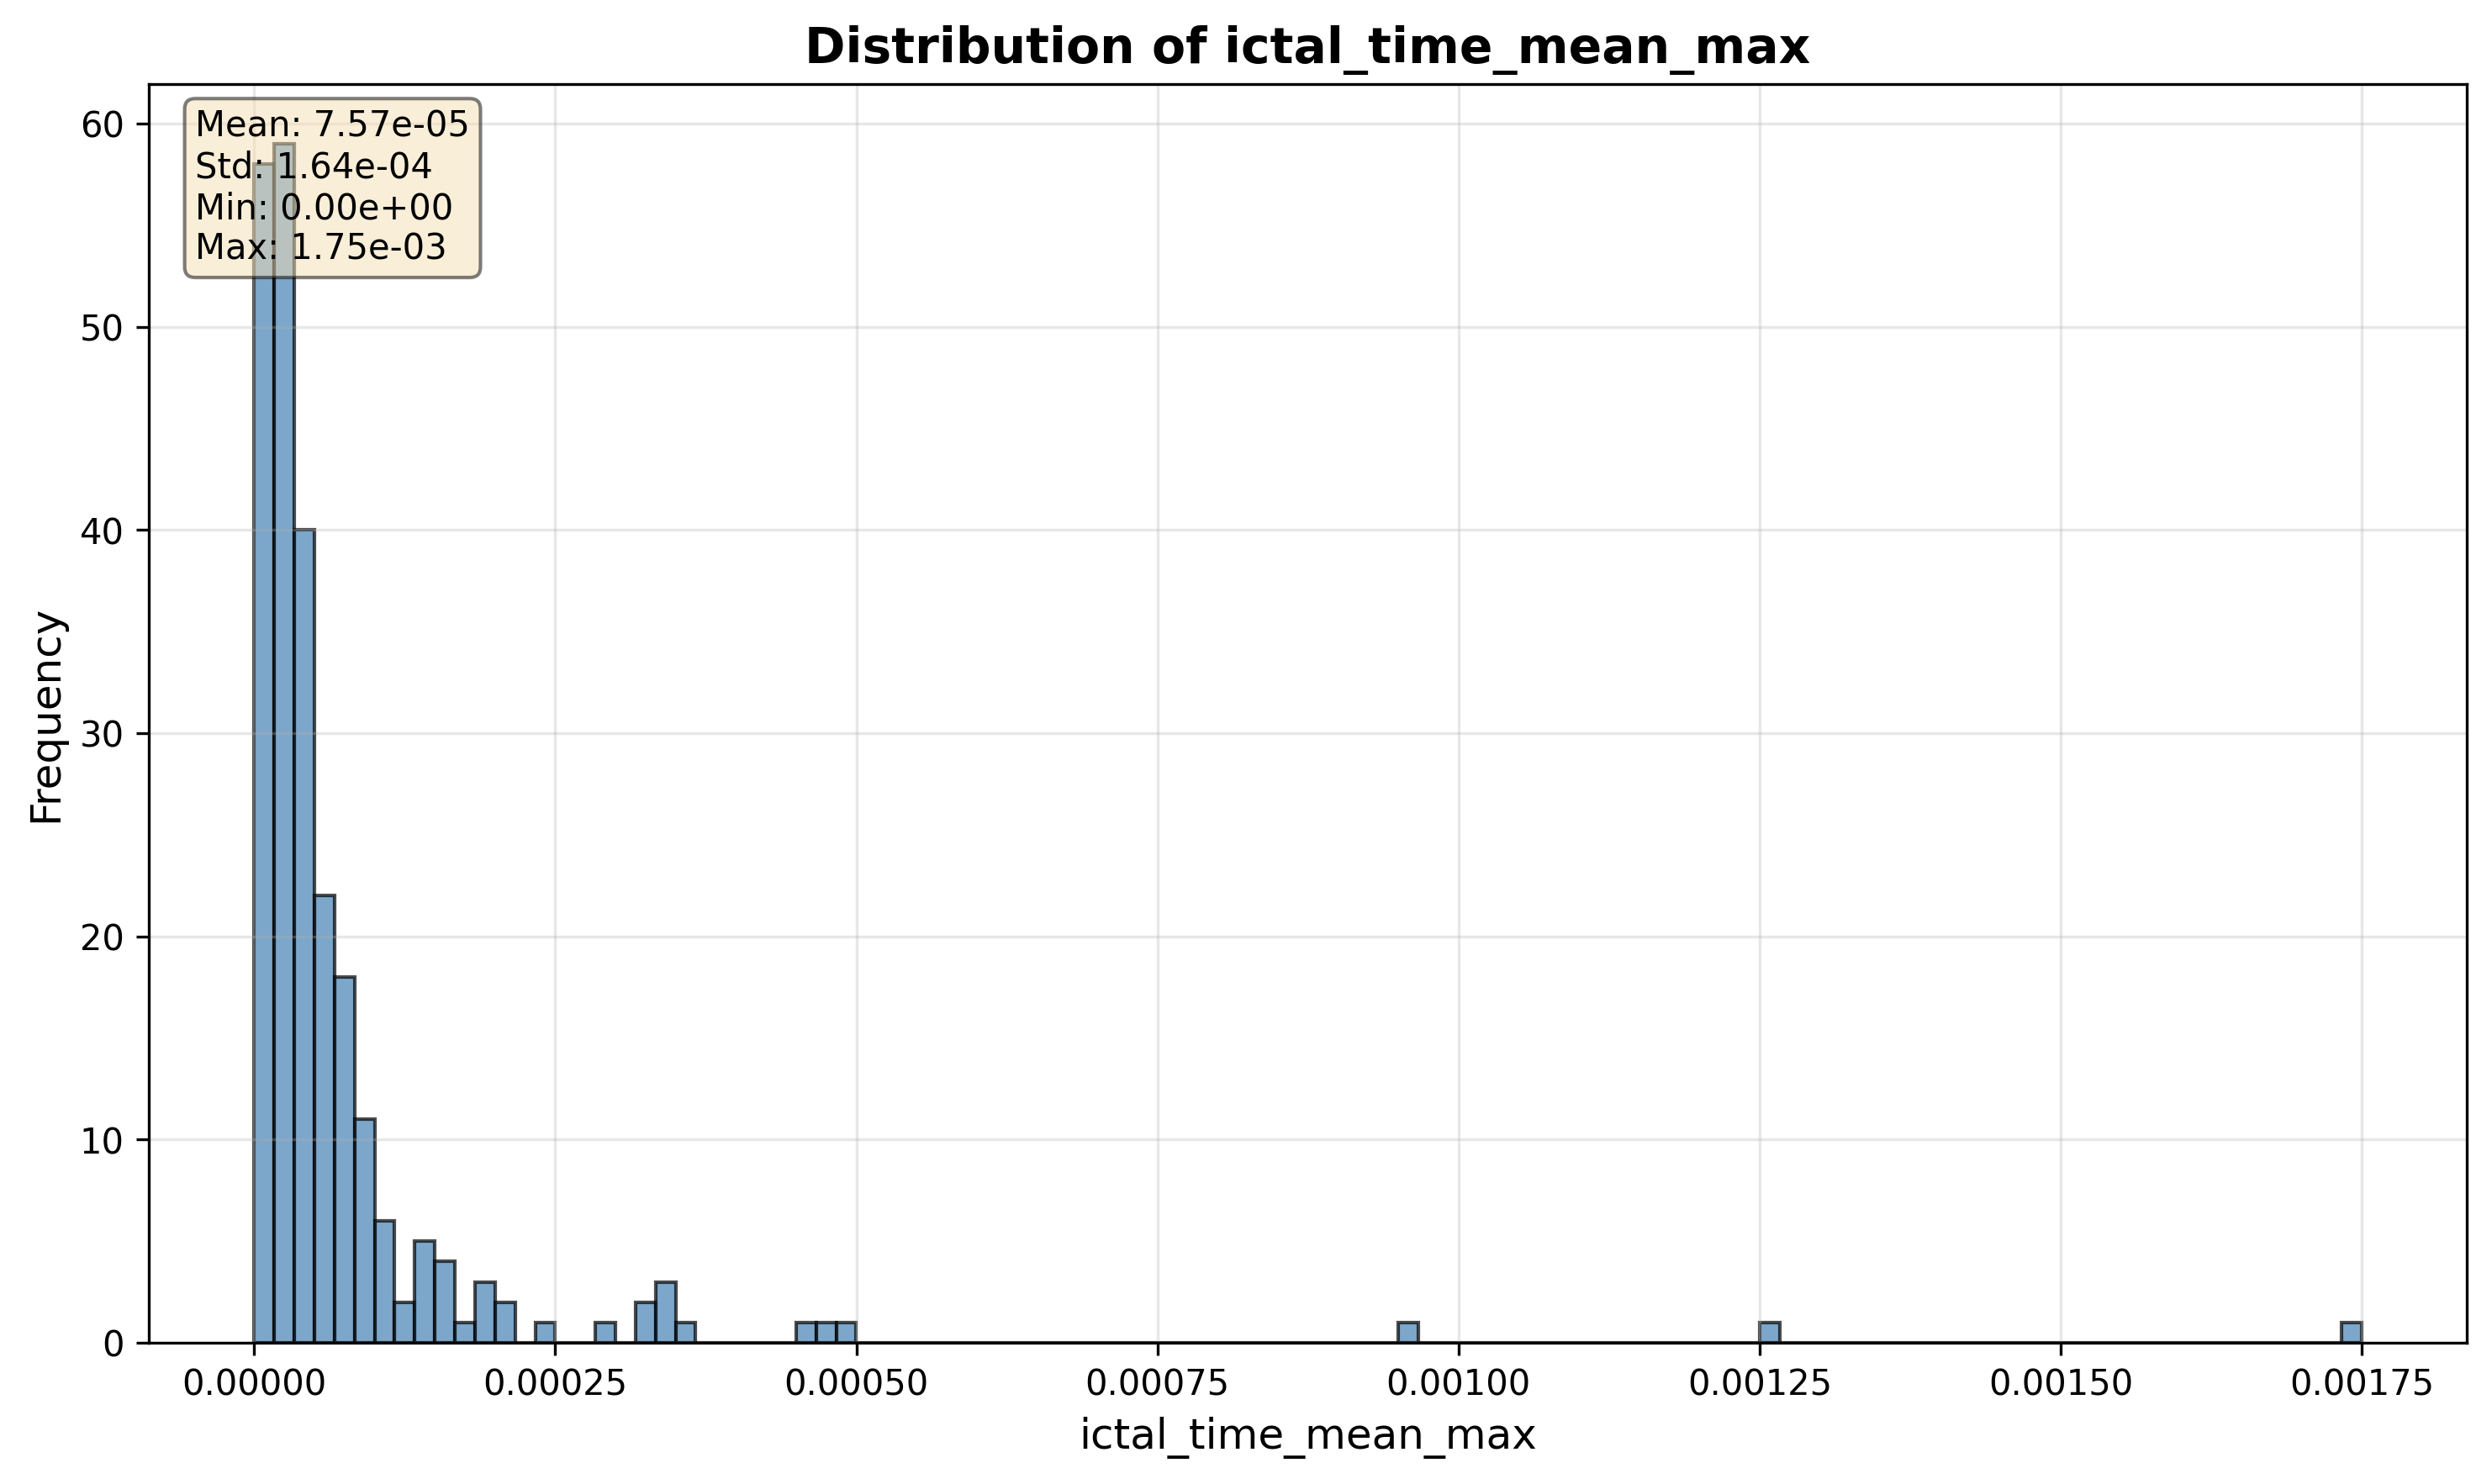 Distribution of ictal_time_mean_max
Mean: 7.57e-05
Std: 1.64e-04
Min: 0.00e+00
Max: 1.75e-03
60
50
40
30
20
10
0
Frequency
0.00000 0.00025 0.00050 0.00075 0.00100 0.00125 0.00150 0.00175
ictal_time_mean_max